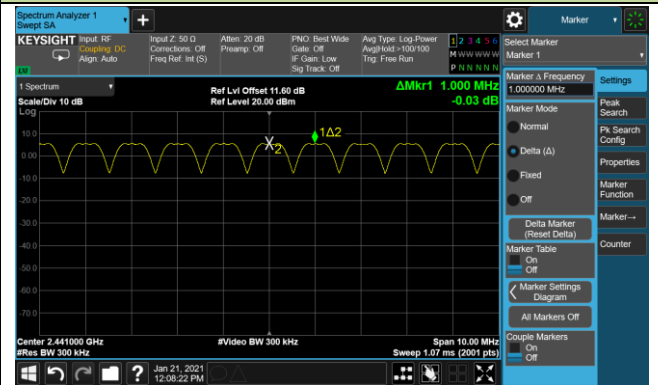 Spectrum Analyzer 1
Swept SA
+
Marker
KEYSIGHT
Input: RF
Coupling: DC
Align: Auto
Input Z: 50 Ω
Corrections: Off
Freq Ref: Int (S)
Atten: 20 dB
Preamp: Off
PNO: Best Wide
Gate: Off
IF Gain: Low
Sig Track: Off
Avg Type: Log-Power
Avg|Hold:>100/100
Trig: Free Run
1 2 3 4 5 6
M W W W W W
P N N N N N
LXI
Select Marker
Marker 1
1 Spectrum
Scale/Div 10 dB
Log
Ref Lvl Offset 11.60 dB
Ref Level 20.00 dBm
ΔMkr1 1.000 MHz
-0.03 dB
10.0
0.00
-10.0
-20.0
-30.0
-40.0
-50.0
-60.0
-70.0
X2
1Δ2
Center 2.441000 GHz
#Res BW 300 kHz
#Video BW 300 kHz
Span 10.00 MHz
Sweep 1.07 ms (2001 pts)
Marker Δ Frequency
1.000000 MHz
Marker Mode
Normal
Delta (Δ)
Fixed
Off
Delta Marker
(Reset Delta)
Marker Table
On
Off
Marker Settings
Diagram
All Markers Off
Couple Markers
On
Off
Settings
Peak
Search
Pk Search
Config
Properties
Marker
Function
Marker→
Counter
?
Jan 21, 2021
12:08:22 PM